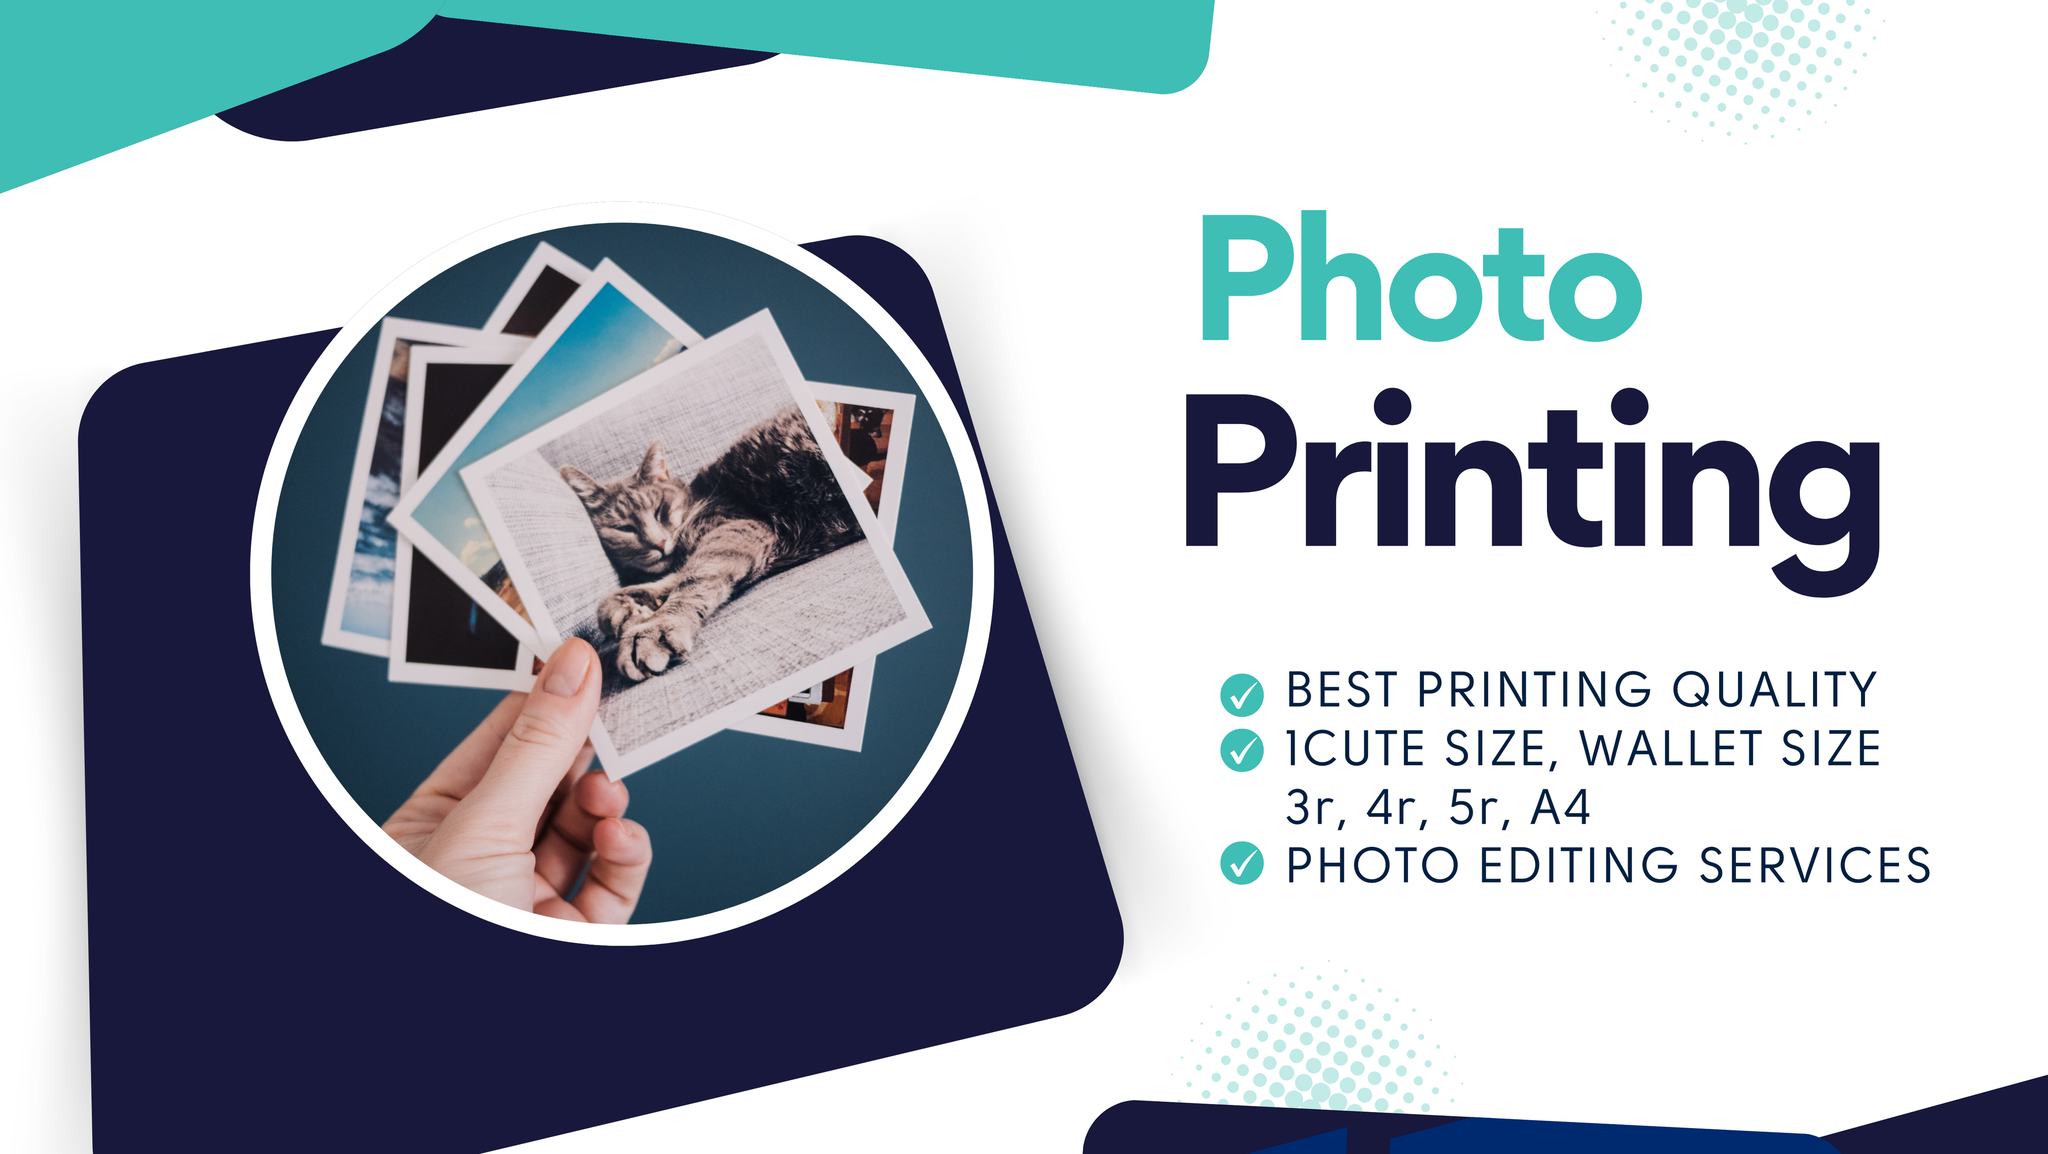 Photo
Printing
BEST PRINTING QUALITY
1CUTE SIZE, WALLET SIZE
3r, 4r, 5r, A4
PHOTO EDITING SERVICES